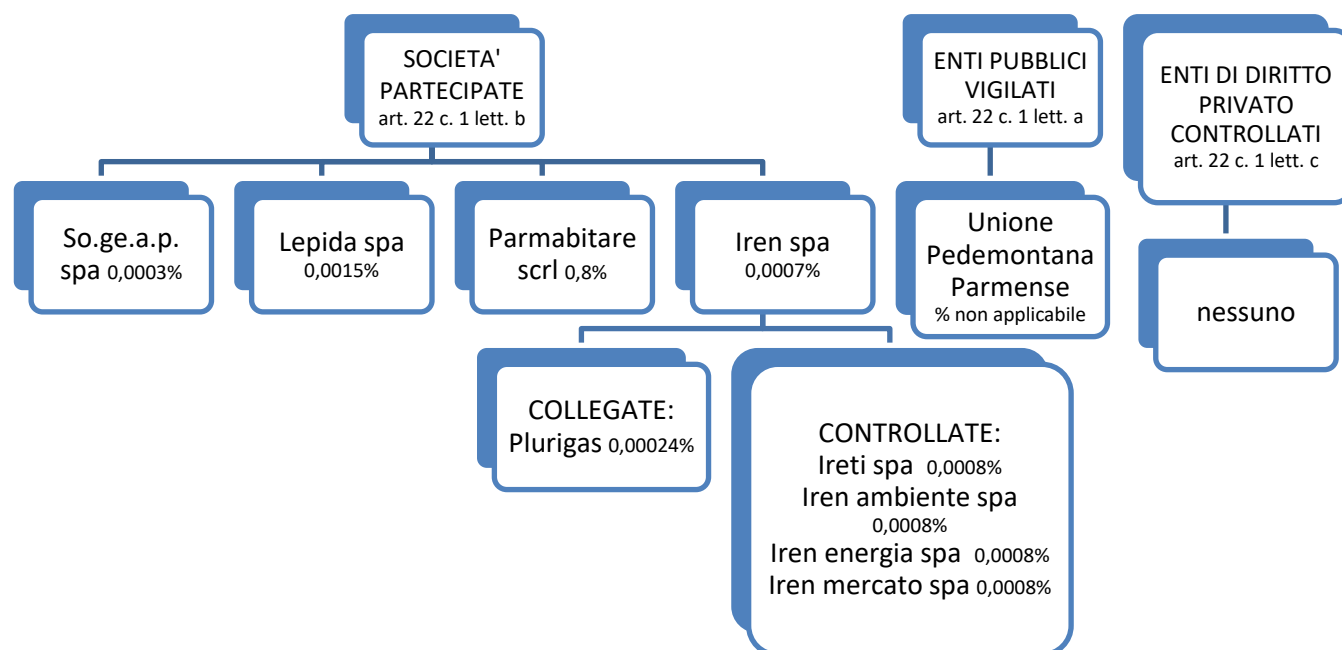 SOCIETA'
PARTECIPATE
art. 22 c. 1 lett. b
ENTI PUBBLICI
VIGILATI
art. 22 c. 1 lett. a
ENTI DI DIRITTO
PRIVATO
CONTROLLATI
art. 22 c. 1 lett. c
So.ge.a.p.
spa 0,0003%
Lepida spa
0,0015%
Parmabitare
scrl 0,8%
Iren spa
0,0007%
Unione
Pedemontana
Parmense
% non applicabile
nessuno
COLLEGATE:
Plurigas 0,00024%
CONTROLLATE:
Ireti spa 0,0008%
Iren ambiente spa
0,0008%
Iren energia spa 0,0008%
Iren mercato spa 0,0008%